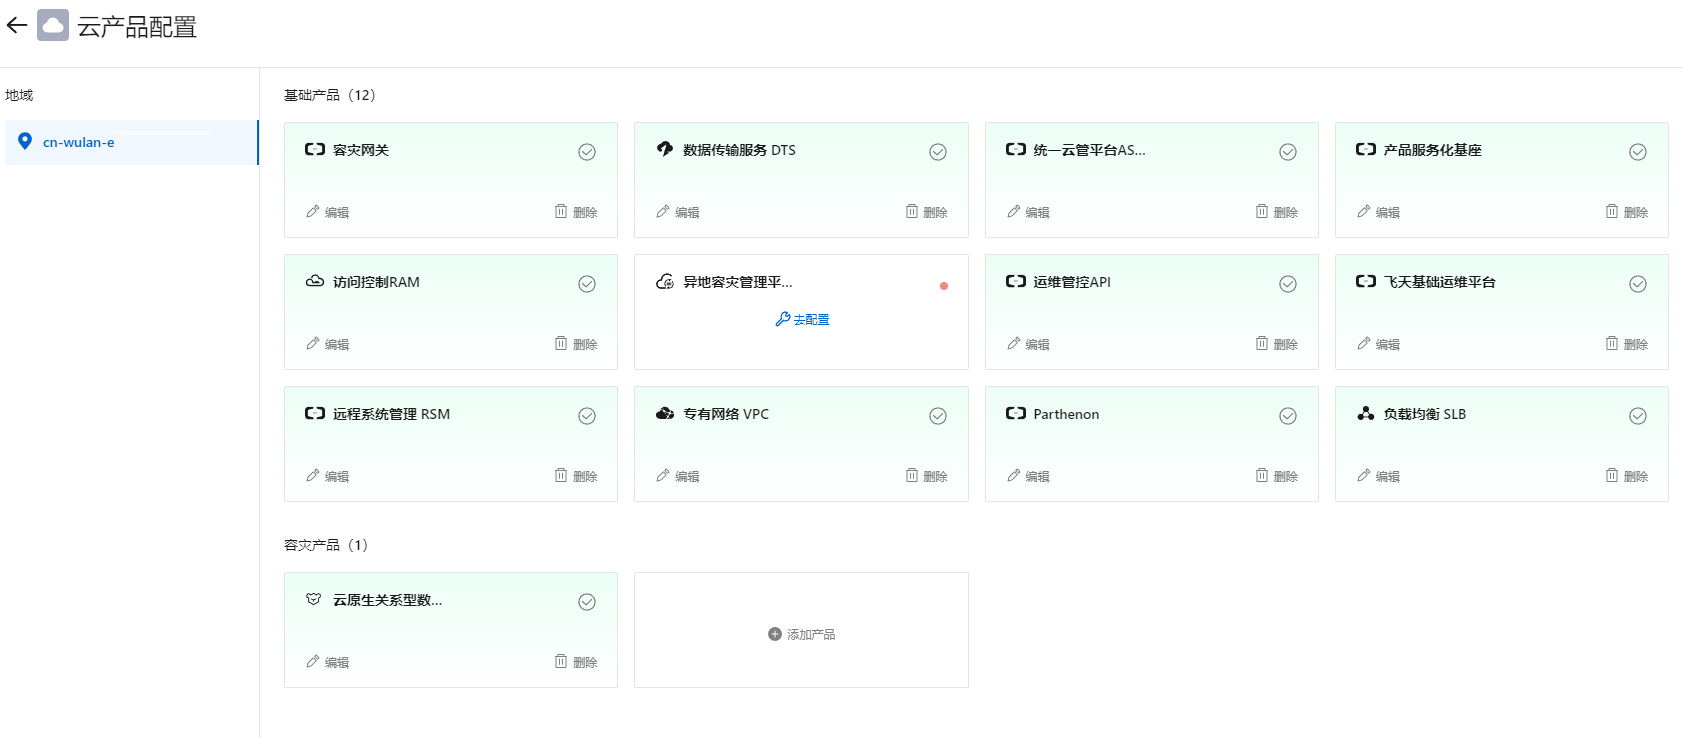 云产品配置
地域
cn-wulan-e
基础产品（12）
容灾网关
编辑 删除
数据传输服务 DTS
编辑 删除
统一云管平台AS...
编辑 删除
产品服务化基座
编辑 删除
访问控制RAM
编辑 删除
异地容灾管理平...
去配置
运维管控API
编辑 删除
飞天基础运维平台
编辑 删除
远程系统管理 RSM
编辑 删除
专有网络 VPC
编辑 删除
Parthenon
编辑 删除
负载均衡 SLB
编辑 删除
容灾产品（1）
云原生关系型数...
编辑 删除
添加产品